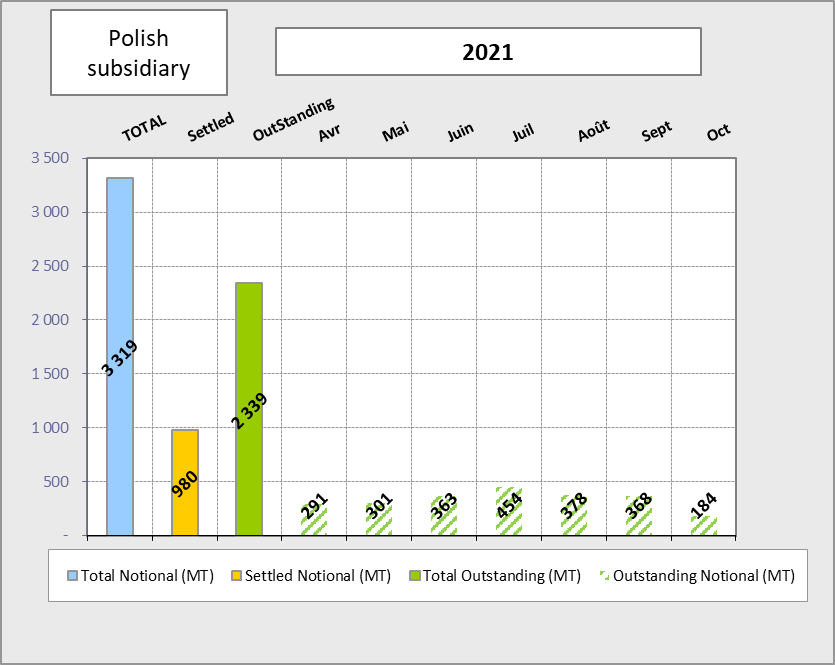 Polish
subsidiary
2021
TOTAL
Settled
OutStanding
Avr
Mai
Juin
Juil
Août
Sept
Oct
3 500
3 000
2 500
2 000
1 500
1 000
500
-
3 319
980
2 339
291
301
363
454
378
368
184
Total Notional (MT)
Settled Notional (MT)
Total Outstanding (MT)
Outstanding Notional (MT)